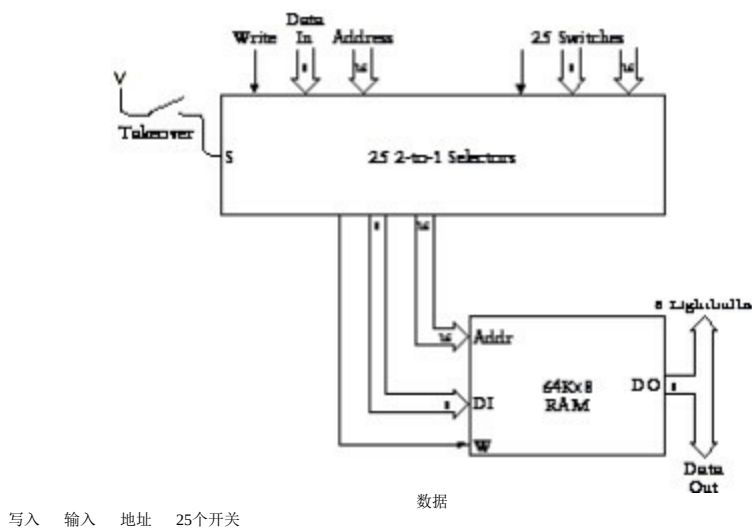 Data
Write In Address 25 Switches
8 16 8 16
V
Takeover
S 25 2-to-1 Selectors
8 16
8 Lightbulbs
16 Addr
64K×8 DO 8
8 DI RAM
W
Data
Out
数据
写入 输入 地址 25个开关